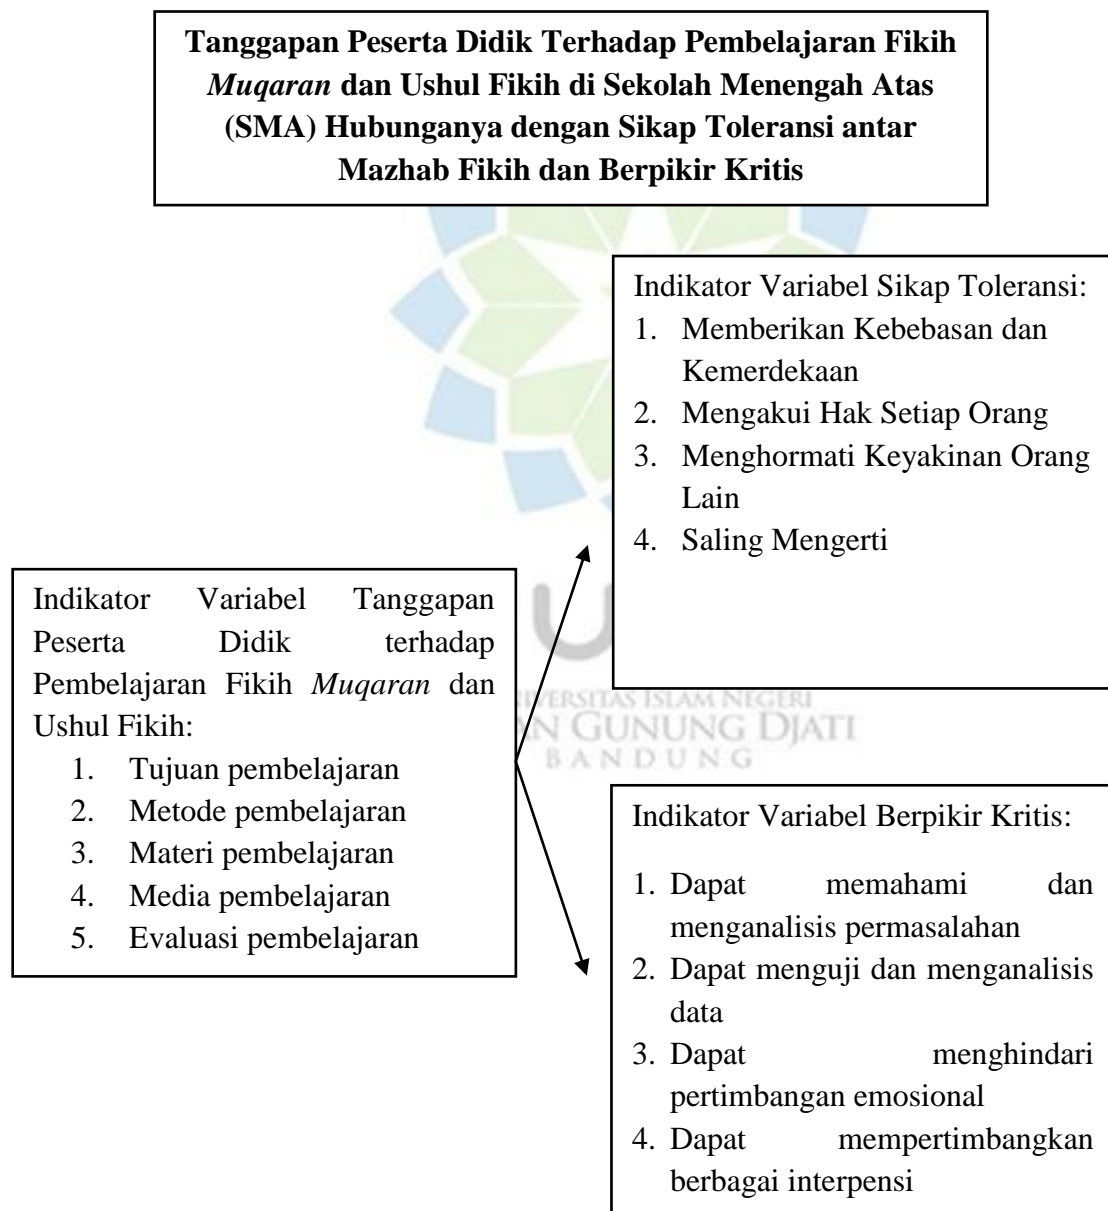 Tanggapan Peserta Didik Terhadap Pembelajaran Fikih
Muqaran dan Ushul Fikih di Sekolah Menengah Atas
(SMA) Hubunganya dengan Sikap Toleransi antar
Mazhab Fikih dan Berpikir Kritis
Indikator Variabel Sikap Toleransi:
1. Memberikan Kebebasan dan
Kemerdekaan
2. Mengakui Hak Setiap Orang
3. Menghormati Keyakinan Orang
Lain
4. Saling Mengerti
Indikator Variabel Tanggapan
Peserta Didik terhadap
Pembelajaran Fikih Muqaran dan
Ushul Fikih:
1. Tujuan pembelajaran
2. Metode pembelajaran
3. Materi pembelajaran
4. Media pembelajaran
5. Evaluasi pembelajaran
ISLAM NEGERI
GUNUNG DJATI
BANDUNG
Indikator Variabel Berpikir Kritis:
1. Dapat memahami dan
menganalisis permasalahan
2. Dapat menguji dan menganalisis
data
3. Dapat menghindari
pertimbangan emosional
4. Dapat mempertimbangkan
berbagai interpensi